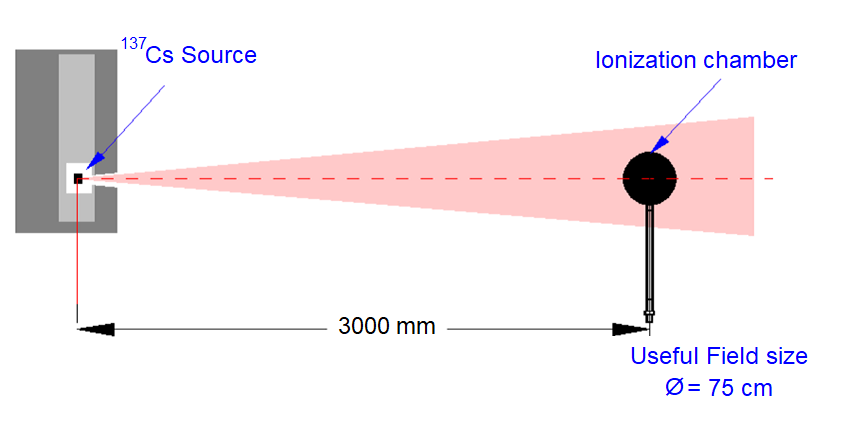 ¹³⁷Cs Source
Ionization chamber
3000 mm
Useful Field size
Ø = 75 cm